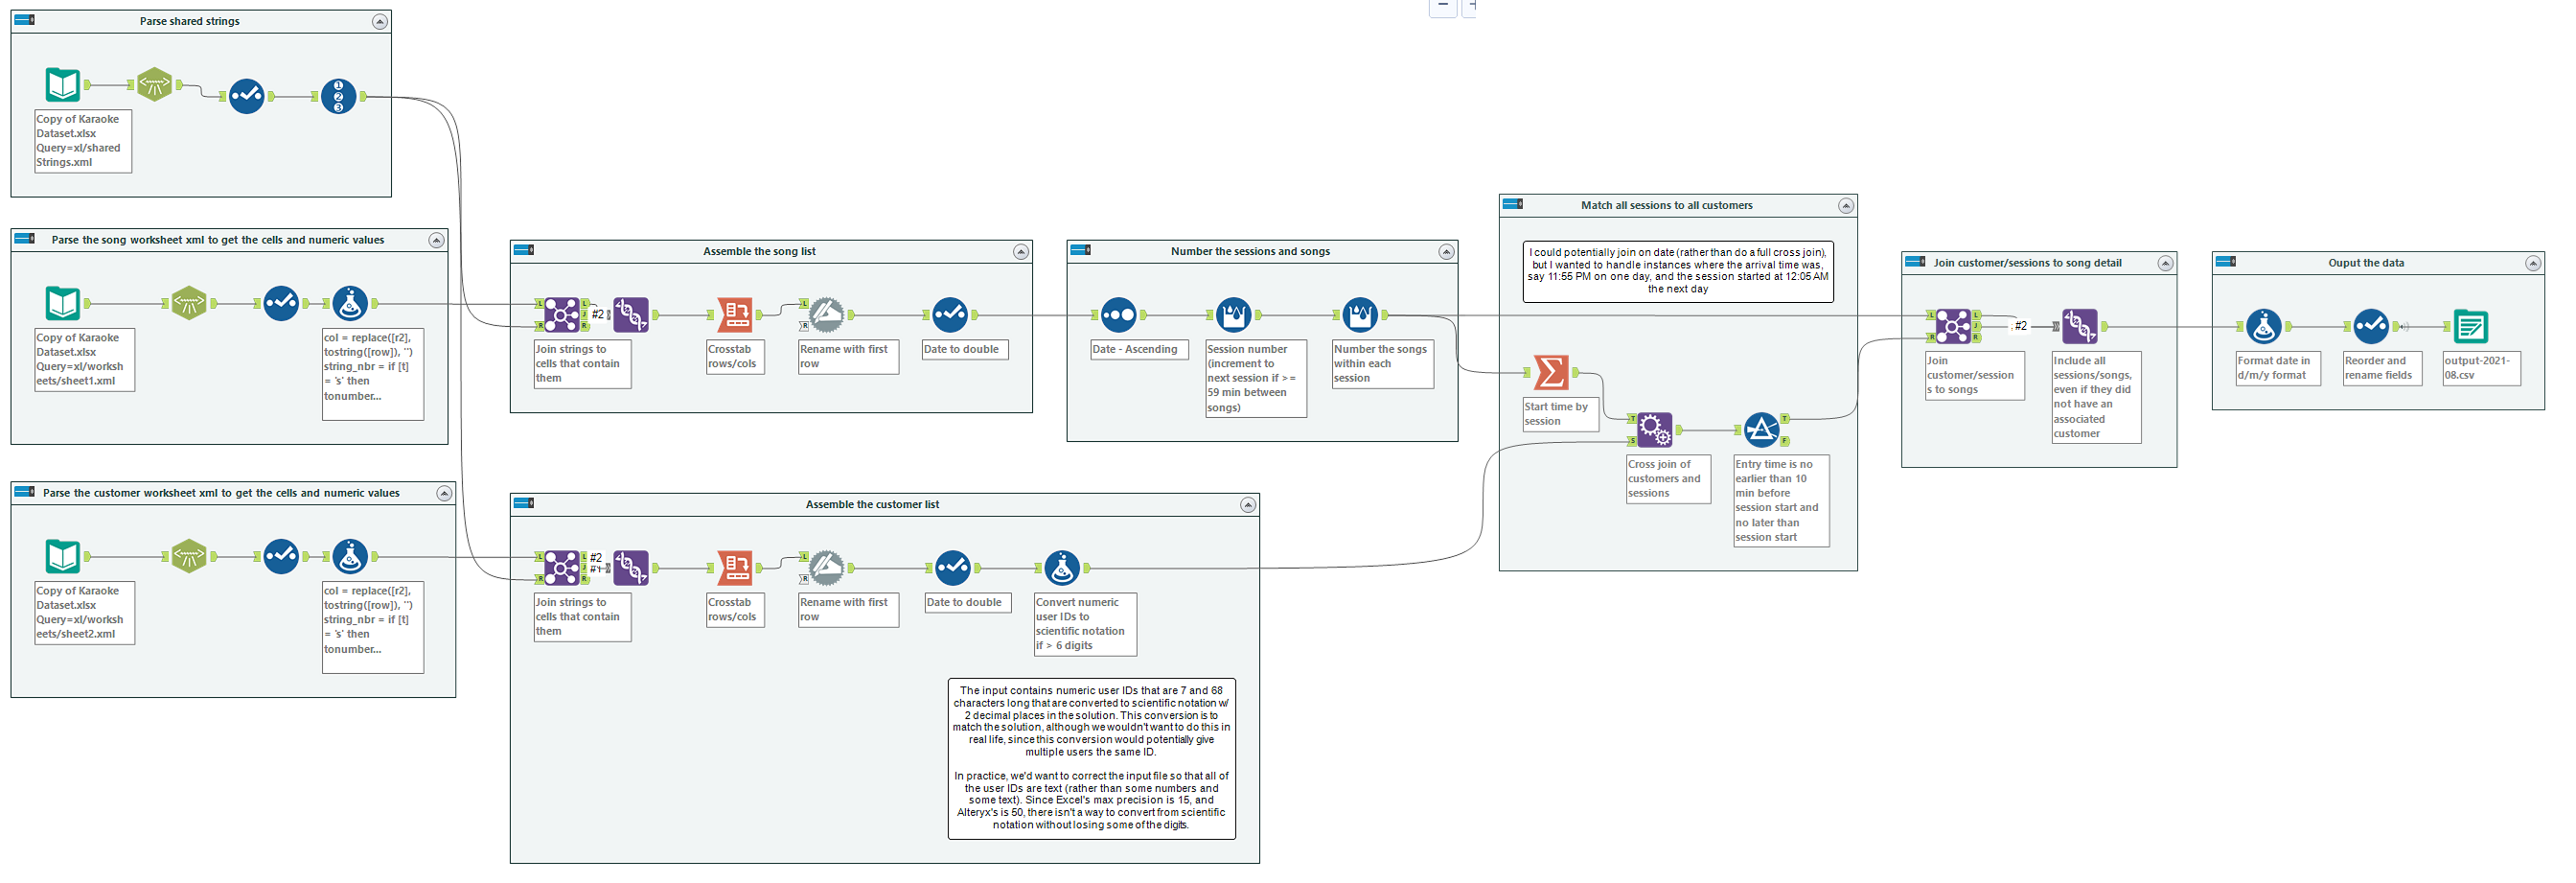 Parse shared strings
Copy of Karaoke
Dataset.xlsx
Query=xl/shared
Strings.xml
Parse the song worksheet xml to get the cells and numeric values
Copy of Karaoke
Dataset.xlsx
Query=xl/worksh
eets/sheet1.xml
col = replace([r2],
tostring([row]), '')
string_nbr = if [t]
= 's' then
tonumber...
Parse the customer worksheet xml to get the cells and numeric values
Copy of Karaoke
Dataset.xlsx
Query=xl/worksh
eets/sheet2.xml
col = replace([r2],
tostring([row]), '')
string_nbr = if [t]
= 's' then
tonumber...
Assemble the song list
#2
Join strings to
cells that contain
them
Crosstab
rows/cols
Rename with first
row
Date to double
Assemble the customer list
#2
#1
Join strings to
cells that contain
them
Crosstab
rows/cols
Rename with first
row
Date to double
Convert numeric
user IDs to
scientific notation
if > 6 digits
The input contains numeric user IDs that are 7 and 68
characters long that are converted to scientific notation w/
2 decimal places in the solution. This conversion is to
match the solution, although we wouldn't want to do this in
real life, since this conversion would potentially give
multiple users the same ID.
In practice, we'd want to correct the input file so that all of
the user IDs are text (rather than some numbers and
some text). Since Excel's max precision is 15, and
Alteryx's is 50, there isn't a way to convert from scientific
notation without losing some of the digits.
Number the sessions and songs
Date - Ascending
Session number
(increment to
next session if >=
59 min between
songs)
Number the songs
within each
session
Match all sessions to all customers
I could potentially join on date (rather than do a full cross join),
but I wanted to handle instances where the arrival time was,
say 11:55 PM on one day, and the session started at 12:05 AM
the next day
Start time by
session
Cross join of
customers and
sessions
Entry time is no
earlier than 10
min before
session start and
no later than
session start
Join customer/sessions to song detail
#2
Join
customer/session
s to songs
Include all
sessions/songs,
even if they did
not have an
associated
customer
Ouput the data
Format date in
d/m/y format
Reorder and
rename fields
output-2021-
08.csv